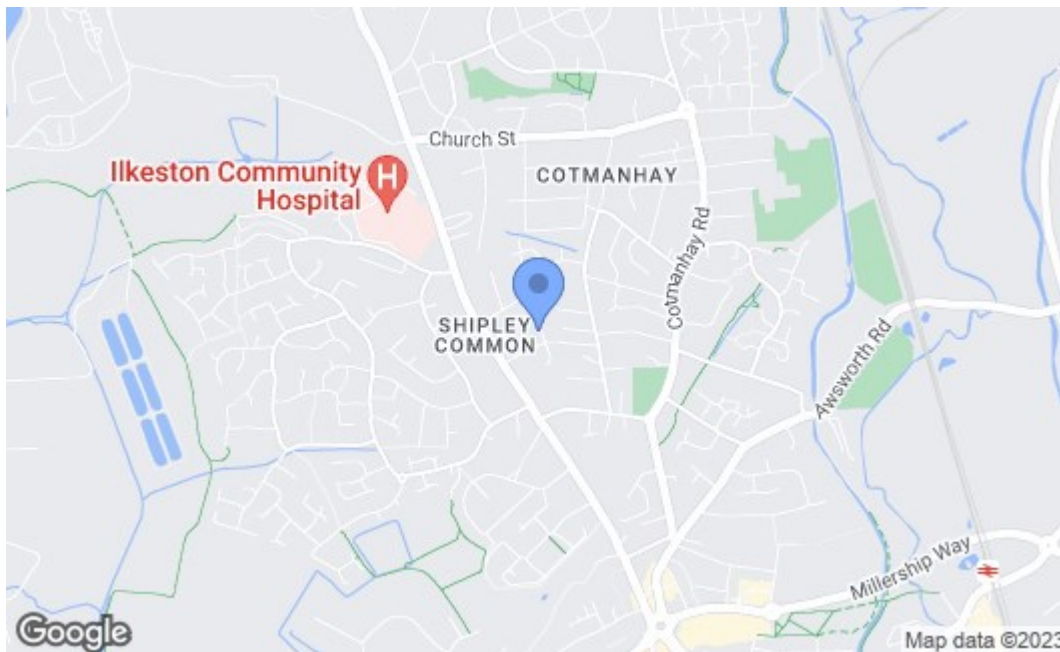 Church St
COTMANHAY
Ilkeston Community
Hospital
H
Cotmanhay Rd
SHIPLEY
COMMON
Awsworth Rd
Millership Way
Google
Map data ©2023